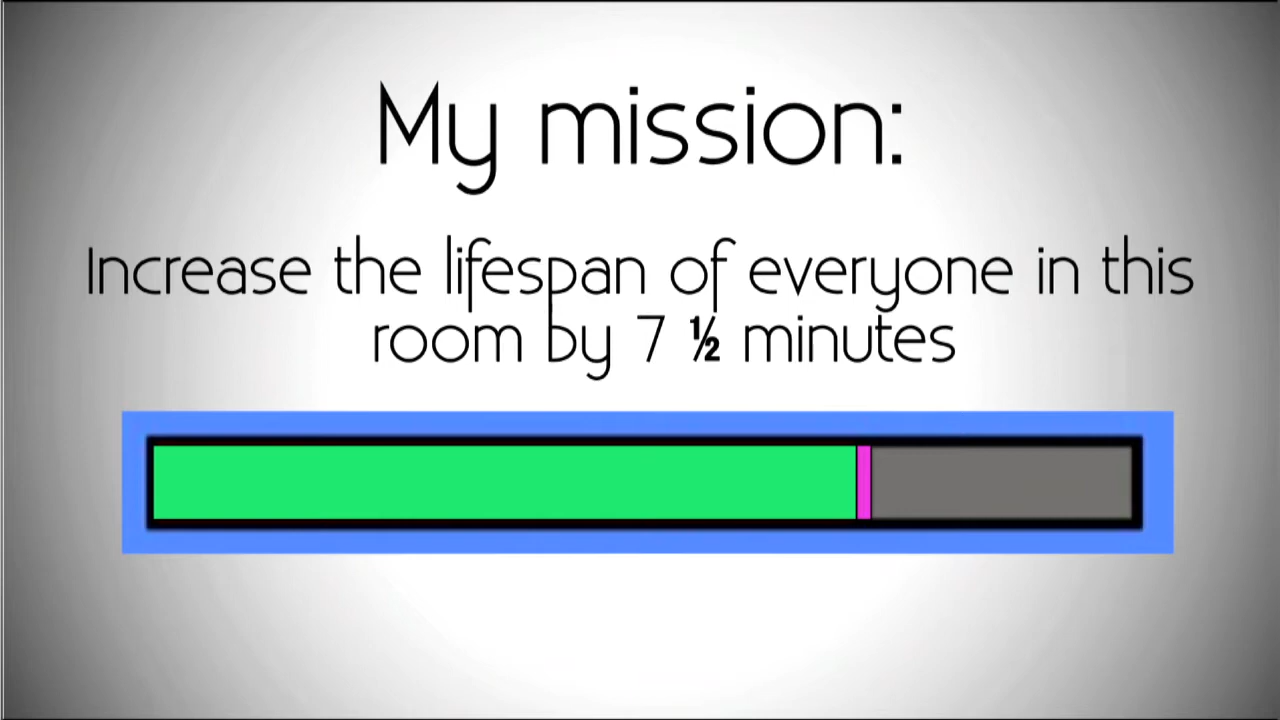 My mission:
Increase the lifespan of everyone in this
room by 7 ½ minutes